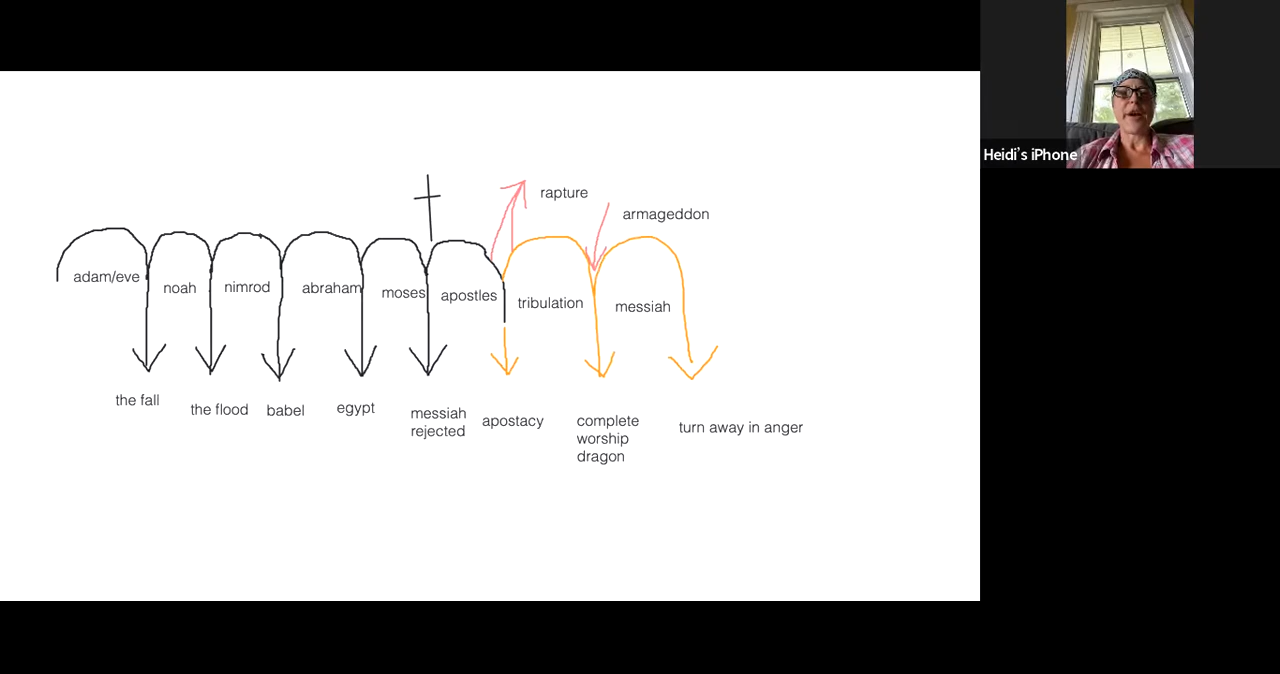 Heidi's iPhone
rapture
armageddon
adam/eve
noah
nimrod
abraham
moses
apostles
tribulation
messiah
the fall
the flood
babel
egypt
messiah
rejected
apostacy
complete
worship
dragon
turn away in anger